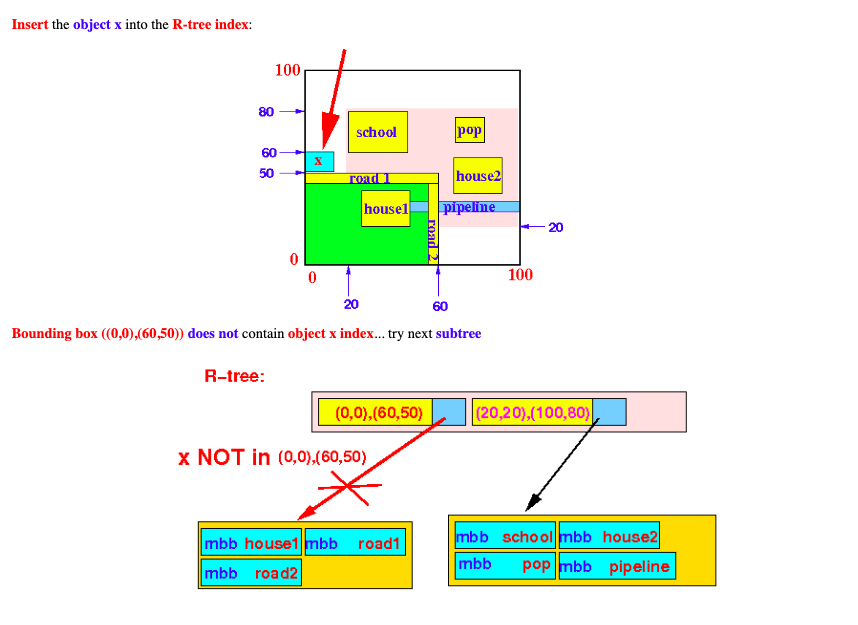 Insert the object x into the R-tree index:
100
80
school
pop
60
x
50
road 1
house2
house1
pipeline
road 2
20
0
0
100
20
60
Bounding box ((0,0),(60,50)) does not contain object x index... try next subtree
R-tree:
(0,0),(60,50)
(20,20),(100,80)
x NOT in (0,0),(60,50)
mbb house1 mbb road1
mbb road2
mbb school mbb house2
mbb pop mbb pipeline